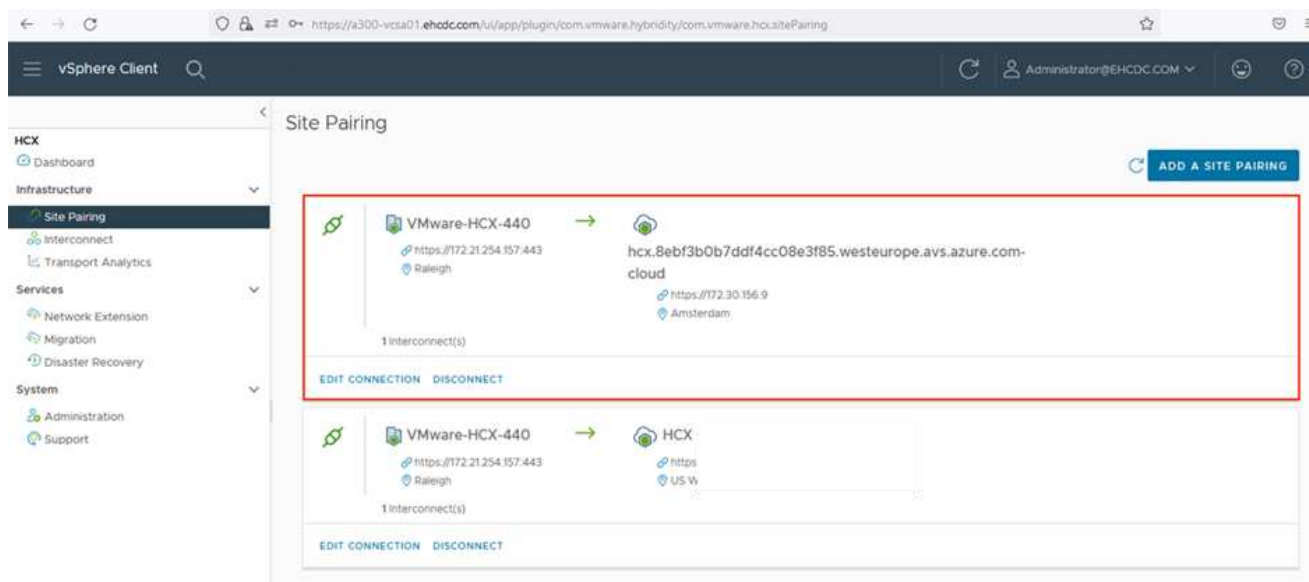 https://a300-vcsa01.ehcdc.com/ui/app/plugin/com.vmware.hybridity/com.vmware.hcx.sitePairing
vSphere Client
Administrator@EHCDC.COM
Site Pairing
ADD A SITE PAIRING
HCX
Dashboard
Infrastructure
Site Pairing
Interconnect
Transport Analytics
Services
Network Extension
Migration
Disaster Recovery
System
Administration
Support
VMware-HCX-440
https://172.21.254.157:443
Raleigh
hcx.8ebf3b0b7ddf4cc08e3f85.westeurope.avs.azure.com-
cloud
https://172.30.156.9
Amsterdam
1 Interconnect(s)
EDIT CONNECTION DISCONNECT
VMware-HCX-440
https://172.21.254.157:443
Raleigh
HCX
https
US W
1 Interconnect(s)
EDIT CONNECTION DISCONNECT